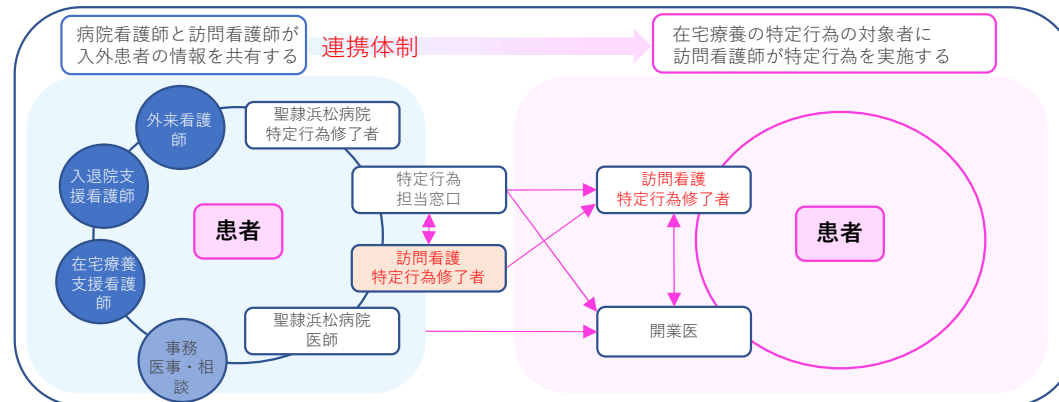 病院看護師と訪問看護師が
入外患者の情報を共有する
連携体制
在宅療養の特定行為の対象者に
訪問看護師が特定行為を実施する
外来看護
師
聖隷浜松病院
特定行為修了者
入退院支
援看護師
特定行為
担当窓口
訪問看護
特定行為修了者
患者
患者
在宅療養
支援看護
師
訪問看護
特定行為修了者
聖隷浜松病院
医師
開業医
事務
医事・相
談